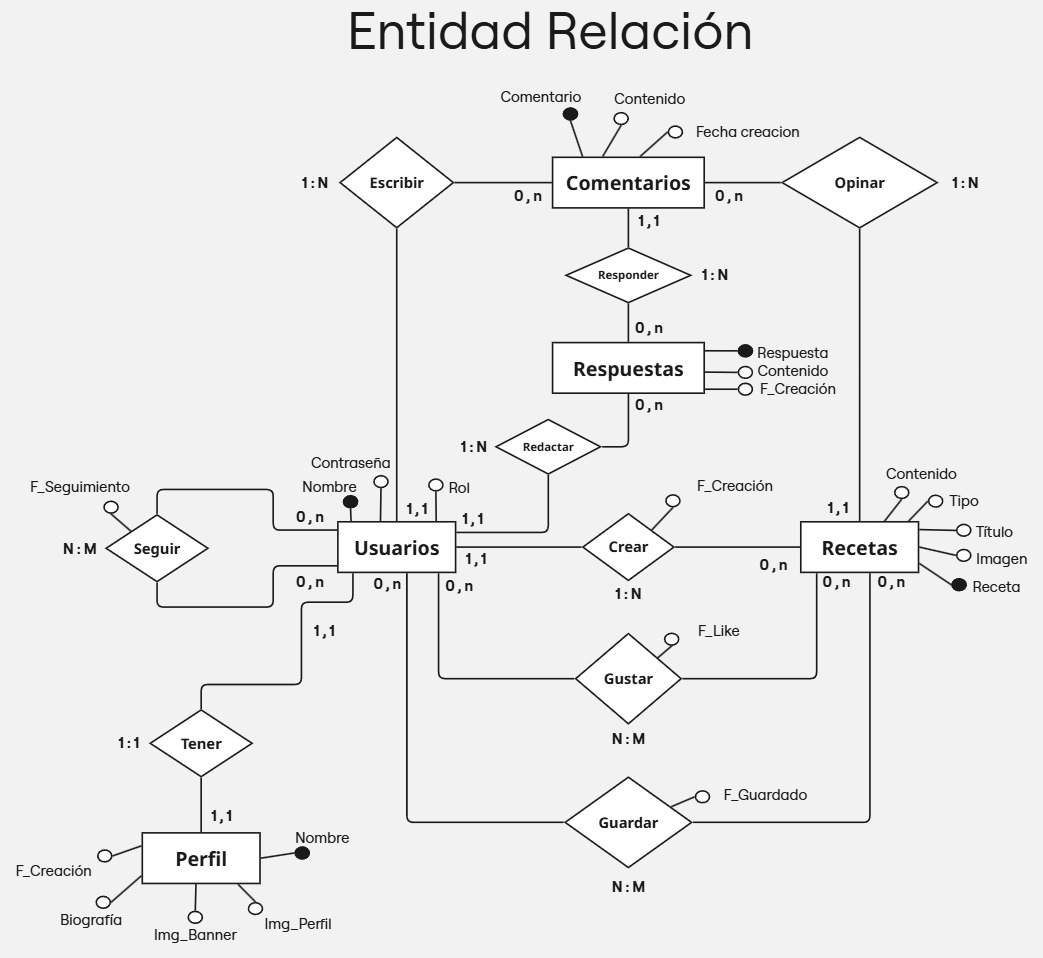 Entidad Relación
Comentario
Contenido
Fecha creacion
1:N
Escribir
0,n
Comentarios
0,n
Opinar
1:N
1,1
Responder
1:N
0,n
Respuestas
Respuesta
Contenido
F_Creación
0,n
1:N
Redactar
Contraseña
Nombre
Rol
F_Seguimiento
0,n
1,1
1,1
F_Creación
Contenido
Tipo
1,1
Título
Imagen
Receta
N:M
Seguir
Usuarios
1,1
Crear
0,n
Recetas
0,n
0,n
0,n
1:N
0,n
0,n
1,1
F_Like
Gustar
N:M
1:1
Tener
F_Guardado
Guardar
N:M
1,1
Nombre
Perfil
F_Creación
Biografía
Img_Banner
Img_Perfil